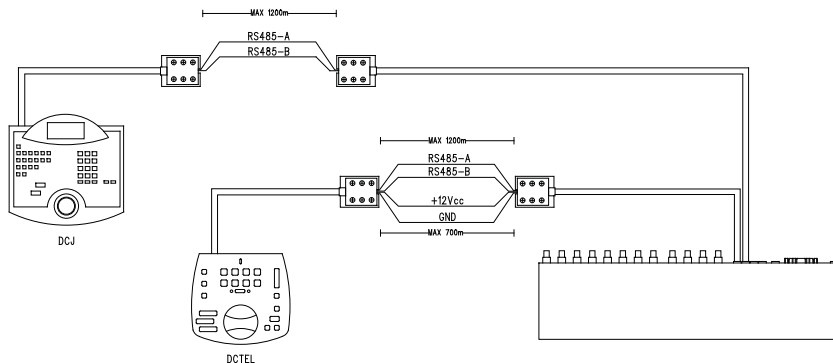 MAX 1200m
RS485-A
RS485-B
MAX 1200m
RS485-A
RS485-B
+12Vcc
GND
MAX 700m
DCJ
DCTEL